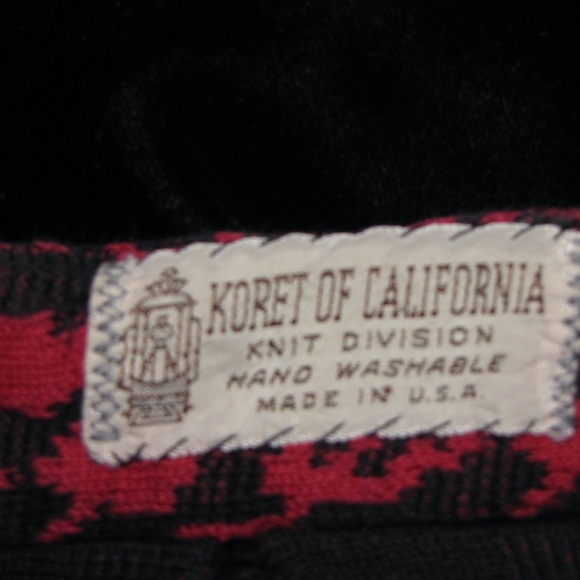 KORET OF CALIFORNIA
KNIT DIVISION
HAND WASHABLE
MADE IN U.S.A.